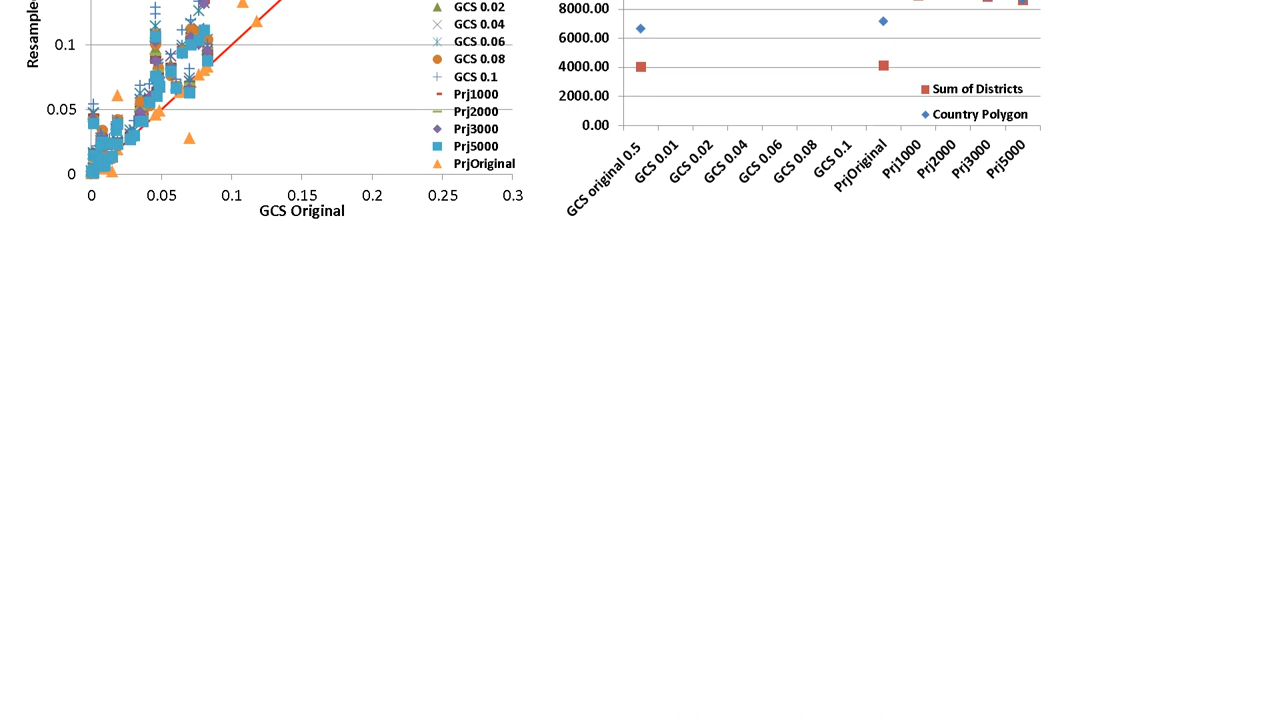 Resample
0.1
0.05
0
0
0.05
0.1
0.15
0.2
0.25
0.3
GCS Original
GCS 0.02
GCS 0.04
GCS 0.06
GCS 0.08
GCS 0.1
Prj1000
Prj2000
Prj3000
Prj5000
PrjOriginal
8000.00
6000.00
4000.00
2000.00
0.00
Sum of Districts
Country Polygon
GCS original 0.5
GCS 0.01
GCS 0.02
GCS 0.04
GCS 0.06
GCS 0.08
GCS 0.1
PrjOriginal
Prj1000
Prj2000
Prj3000
Prj5000